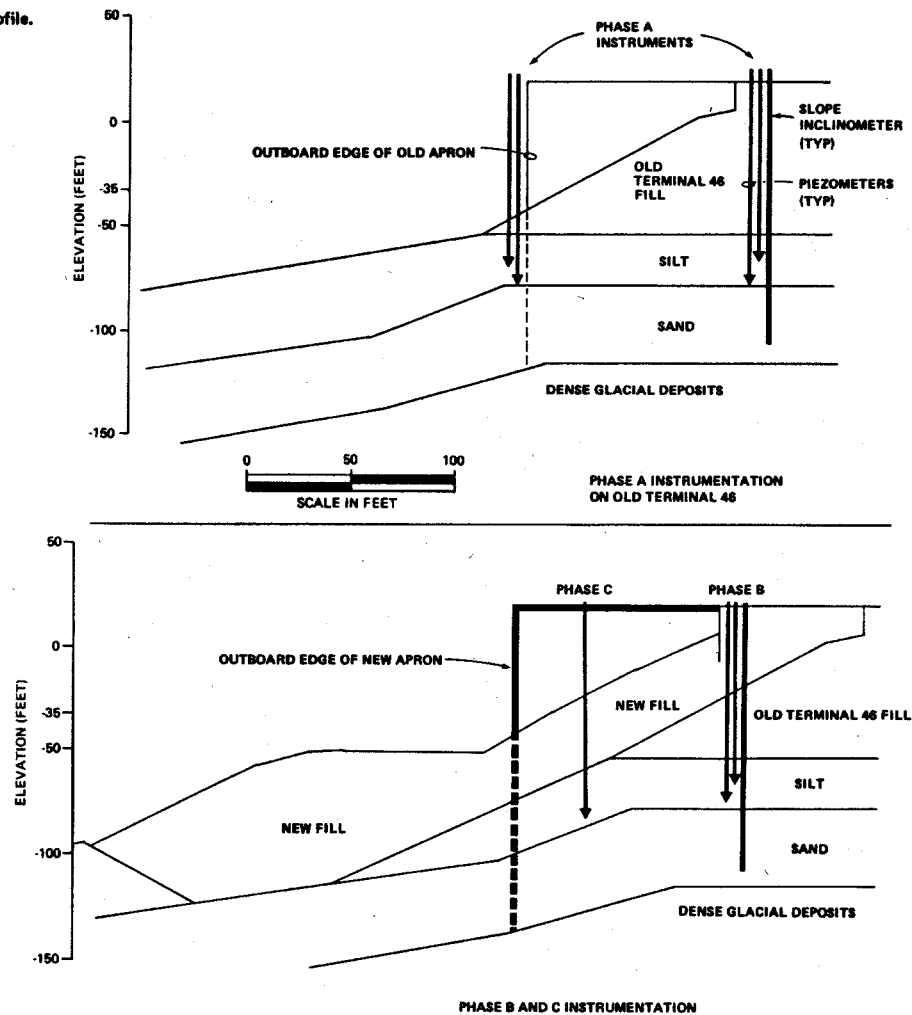 ofile.
50
0
-35
-50
-100
-150
ELEVATION (FEET)
PHASE A
INSTRUMENTS
OUTBOARD EDGE OF OLD APRON
SLOPE
INCLINOMETER
(TYP)
OLD
TERMINAL 46
FILL
PIEZOMETERS
(TYP)
SILT
SAND
DENSE GLACIAL DEPOSITS
0 50 100
SCALE IN FEET
PHASE A INSTRUMENTATION
ON OLD TERMINAL 46
50
0
-35
-50
-100
-150
ELEVATION (FEET)
PHASE C
PHASE B
OUTBOARD EDGE OF NEW APRON
NEW FILL
OLD TERMINAL 46 FILL
SILT
NEW FILL
SAND
DENSE GLACIAL DEPOSITS
PHASE B AND C INSTRUMENTATION